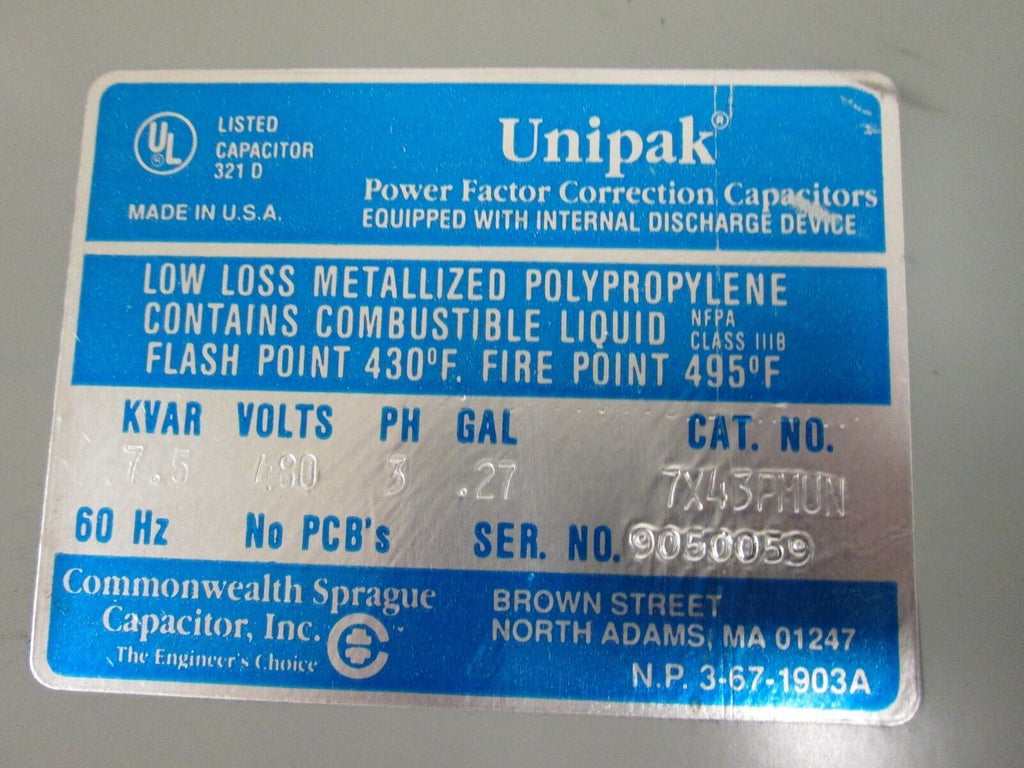 UL® LISTED
CAPACITOR
321 D
MADE IN U.S.A.
Unipak®
Power Factor Correction Capacitors
EQUIPPED WITH INTERNAL DISCHARGE DEVICE
LOW LOSS METALLIZED POLYPROPYLENE
CONTAINS COMBUSTIBLE LIQUID NFPA CLASS IIIB
FLASH POINT 430°F. FIRE POINT 495°F
KVAR VOLTS PH GAL CAT. NO.
7.5 480 3 .27 7X43PMUN
60 Hz No PCB's SER. NO. 9050059
Commonwealth Sprague
Capacitor, Inc.
The Engineer's Choice
BROWN STREET
NORTH ADAMS, MA 01247
N.P. 3-67-1903A